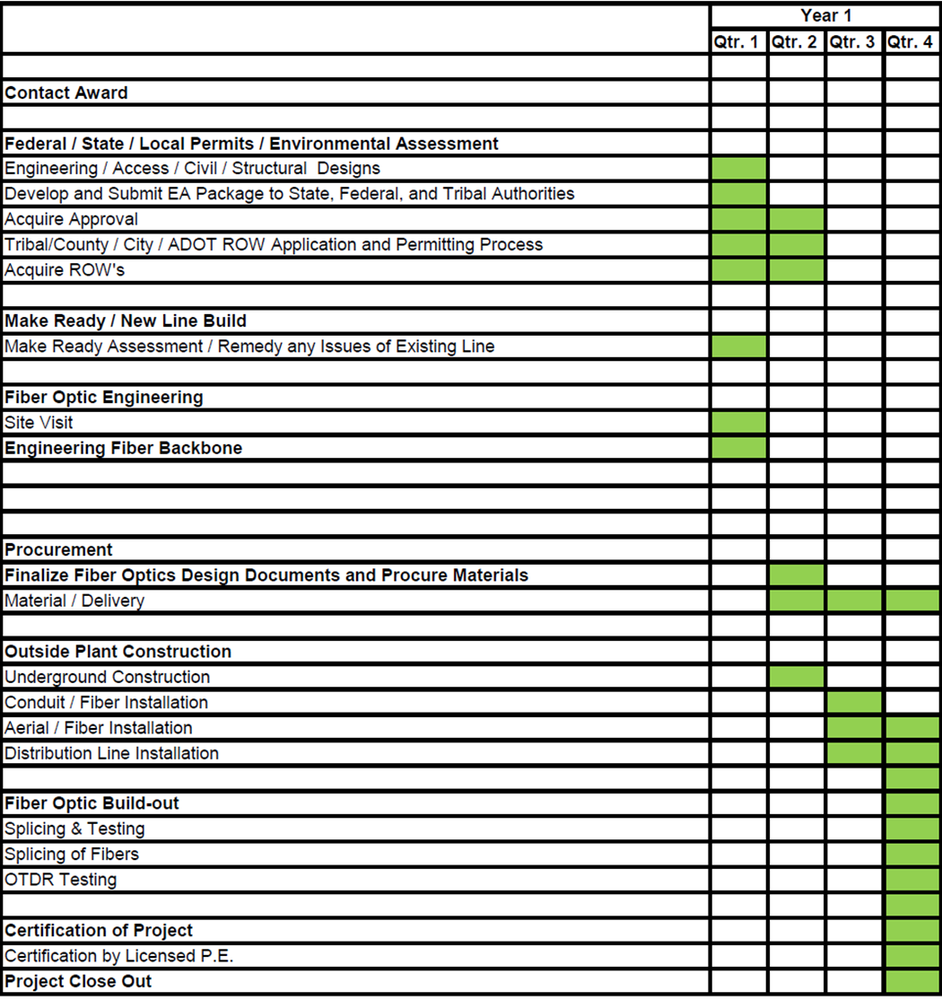 Year 1
Qtr. 1 Qtr. 2 Qtr. 3 Qtr. 4
Contact Award
Federal / State / Local Permits / Environmental Assessment
Engineering / Access / Civil / Structural Designs
Develop and Submit EA Package to State, Federal, and Tribal Authorities
Acquire Approval
Tribal/County / City / ADOT ROW Application and Permitting Process
Acquire ROW's
Make Ready / New Line Build
Make Ready Assessment / Remedy any Issues of Existing Line
Fiber Optic Engineering
Site Visit
Engineering Fiber Backbone
Procurement
Finalize Fiber Optics Design Documents and Procure Materials
Material / Delivery
Outside Plant Construction
Underground Construction
Conduit / Fiber Installation
Aerial / Fiber Installation
Distribution Line Installation
Fiber Optic Build-out
Splicing & Testing
Splicing of Fibers
OTDR Testing
Certification of Project
Certification by Licensed P.E.
Project Close Out